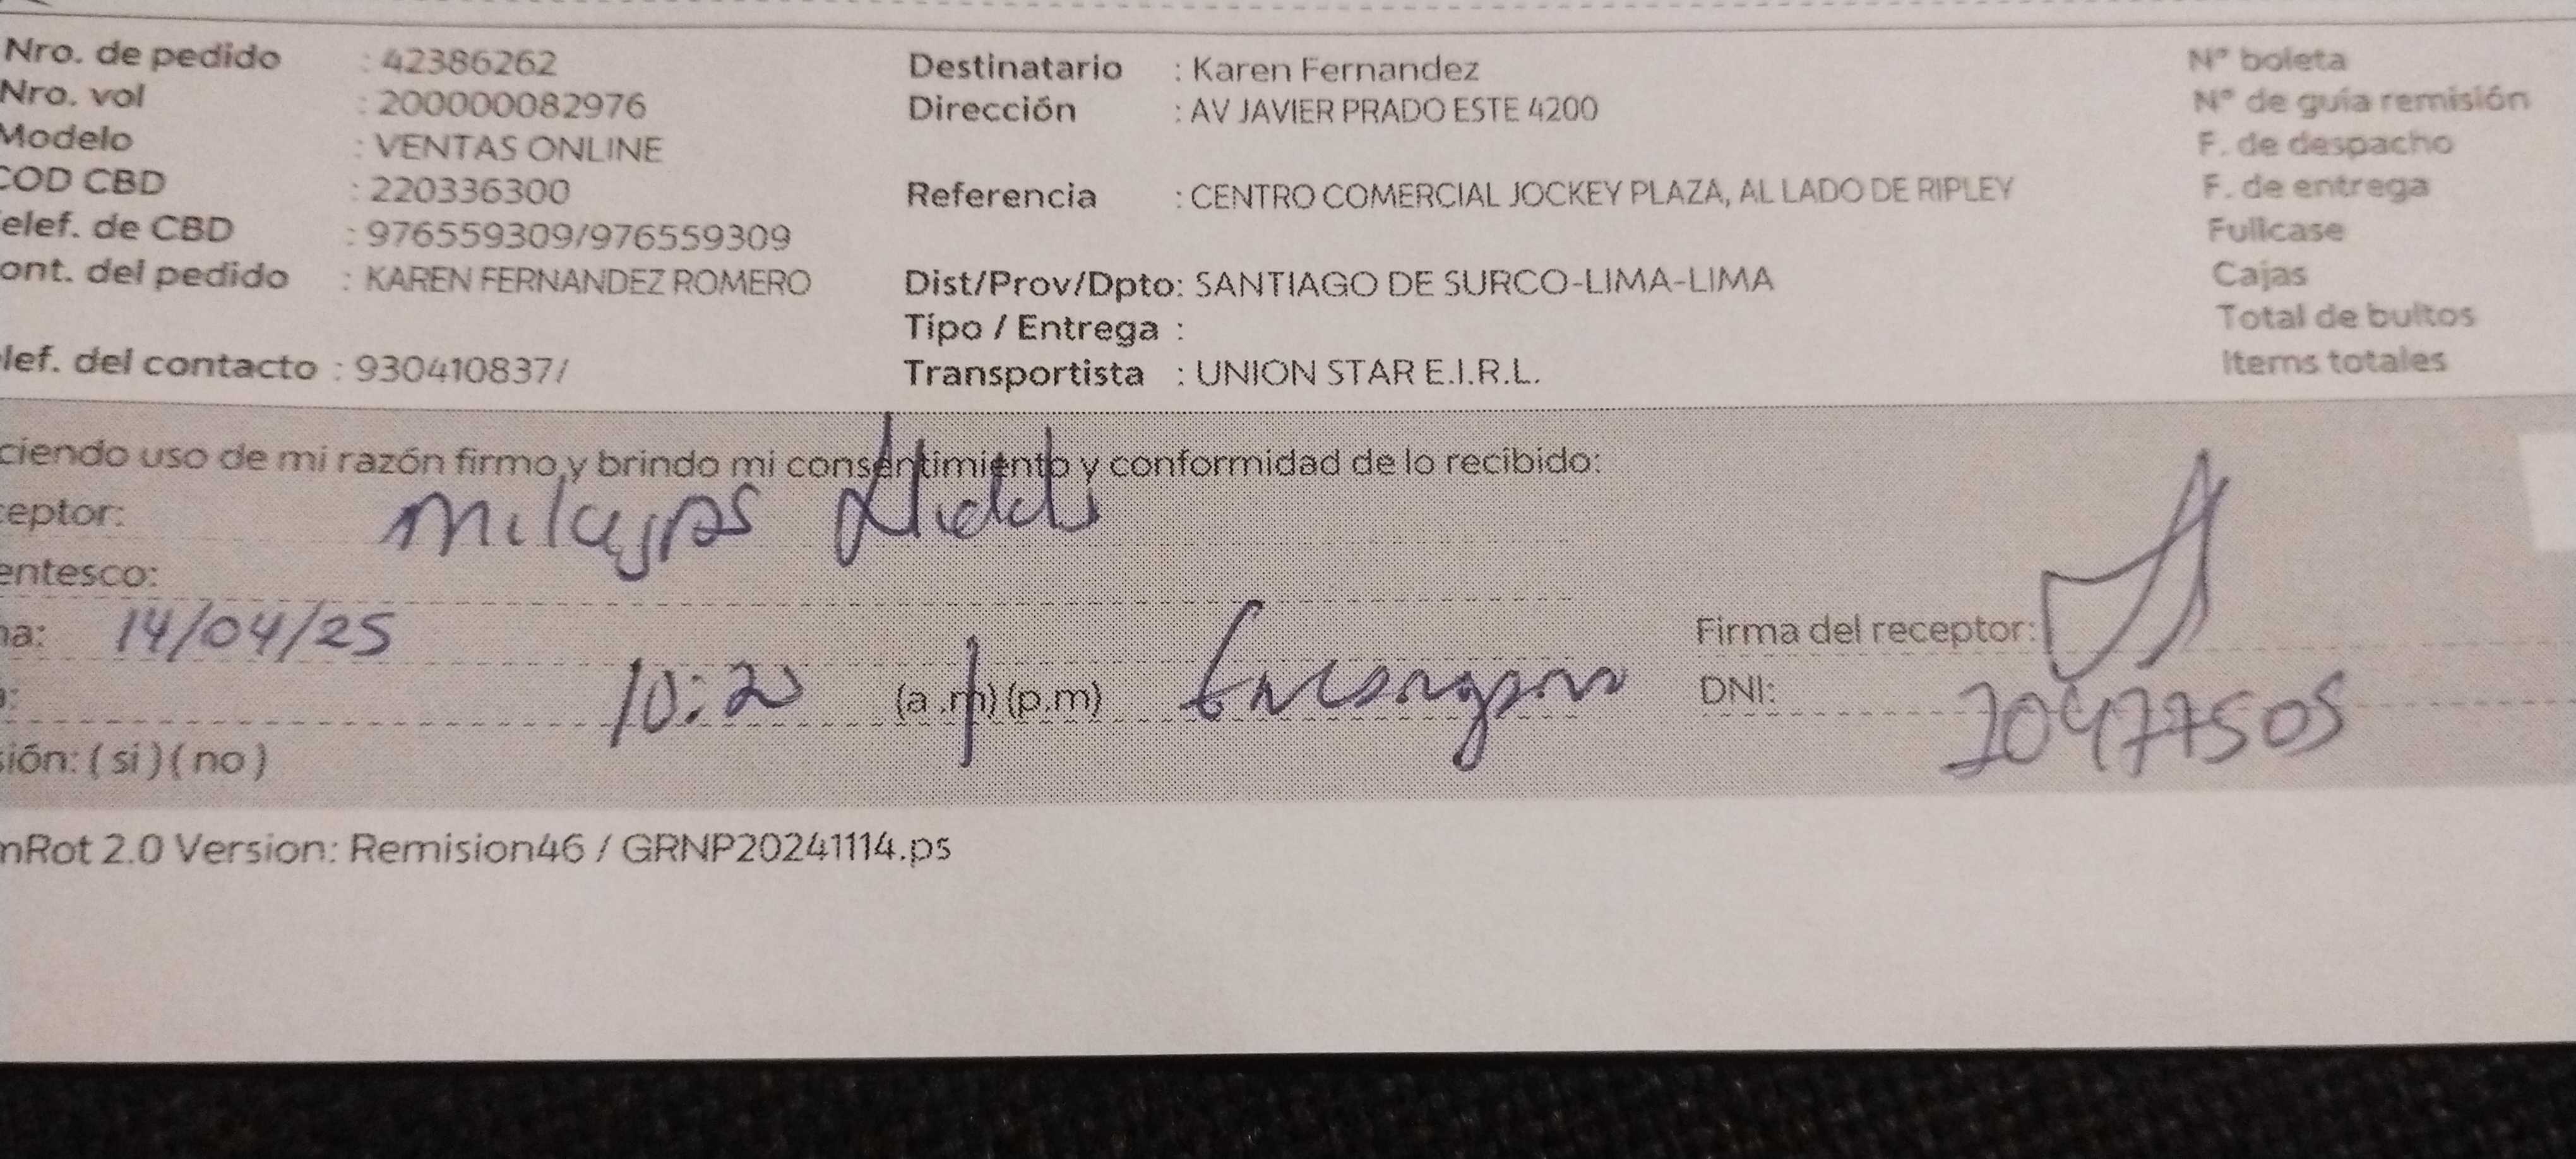 Nro. de pedido : 42386262
Nro. vol : 200000082976
Modelo : VENTAS ONLINE
COD CBD : 220336300
elef. de CBD : 976559309/976559309
ont. del pedido : KAREN FERNANDEZ ROMERO
lef. del contacto : 930410837/
Destinatario : Karen Fernandez
Dirección : AV JAVIER PRADO ESTE 4200
Referencia : CENTRO COMERCIAL JOCKEY PLAZA, AL LADO DE RIPLEY
Dist/Prov/Dpto: SANTIAGO DE SURCO-LIMA-LIMA
Tipo / Entrega :
Transportista : UNION STAR E.I.R.L.
N° boleta
N° de guía remisión
F. de despacho
F. de entrega
Fullcase
Cajas
Total de bultos
Items totales
ciendo uso de mi razón firmo y brindo mi consentimiento y conformidad de lo recibido:
ceptor: Milagros
entesco:
na: 14/04/25
Firma del receptor:
10:20 (a.m) (p.m)
DNI: 70477505
sión: ( si ) ( no )
mRot 2.0 Version: Remision46 / GRNP20241114.ps